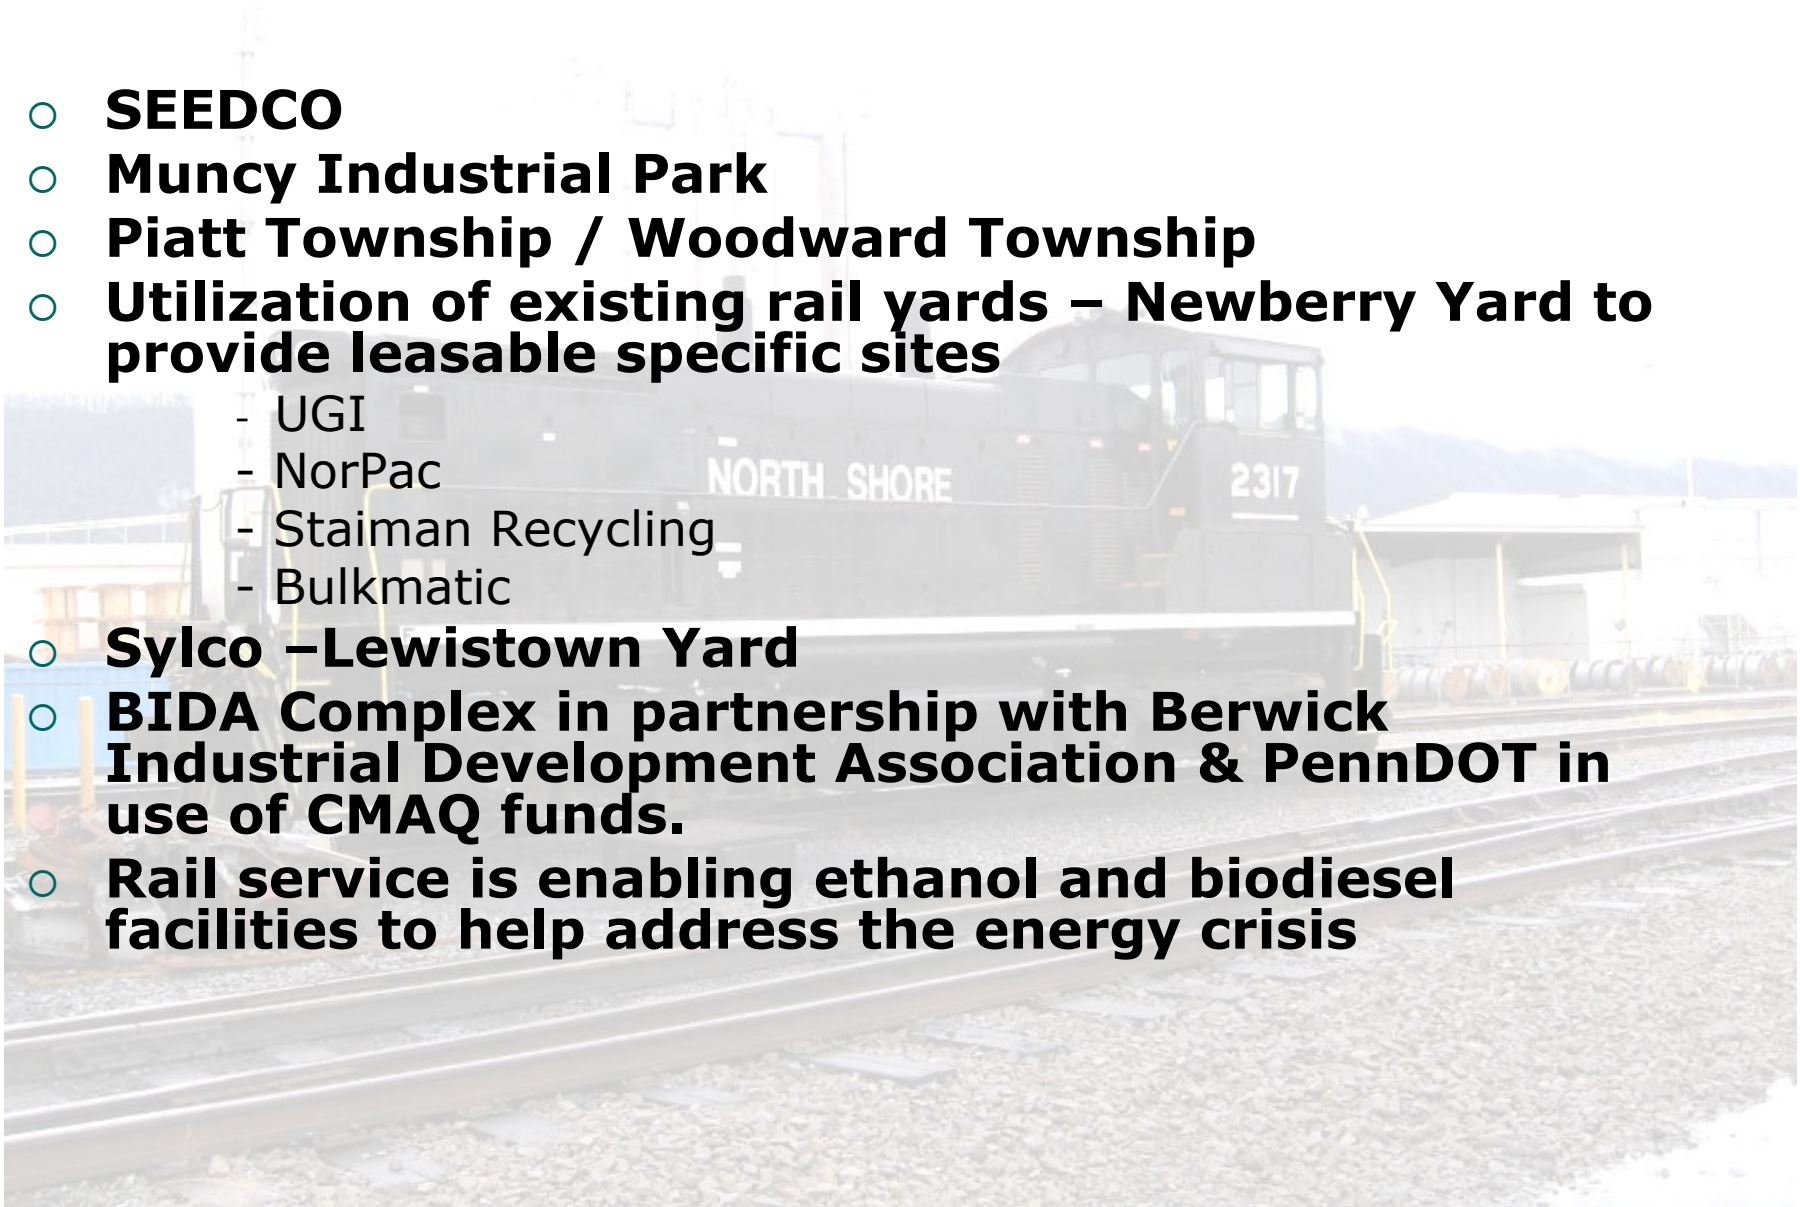 ○ SEEDCO
○ Muncy Industrial Park
○ Piatt Township / Woodward Township
○ Utilization of existing rail yards – Newberry Yard to
provide leasable specific sites
- UGI
- NorPac
- Staiman Recycling
- Bulkmatic
○ Sylco –Lewistown Yard
○ BIDA Complex in partnership with Berwick
Industrial Development Association & PennDOT in
use of CMAQ funds.
○ Rail service is enabling ethanol and biodiesel
facilities to help address the energy crisis
NORTH SHORE
2317